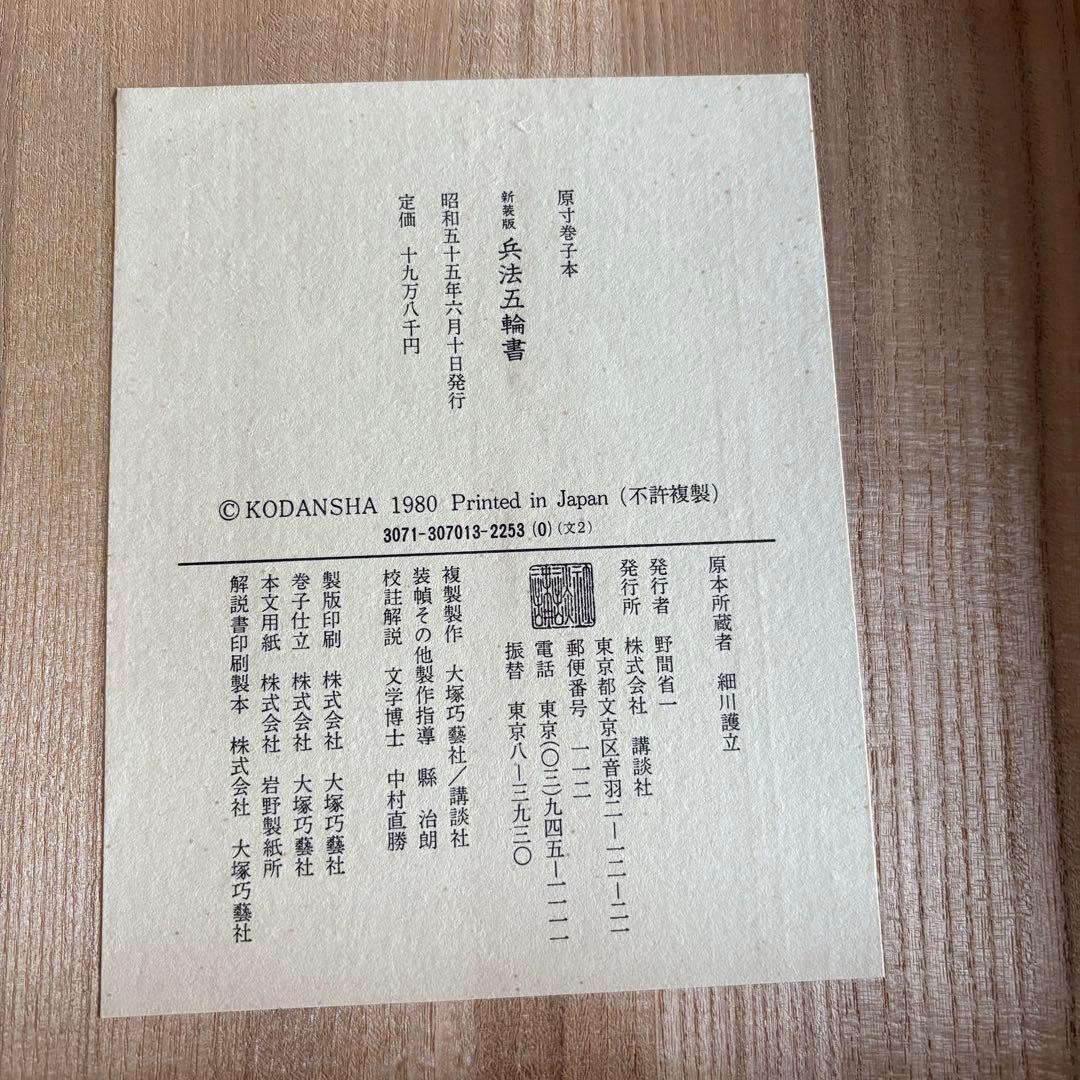 原寸巻子本
新装版 兵法五輪書
昭和五十五年六月十日発行
定価 十九万八千円
©KODANSHA 1980 Printed in Japan (不許複製)
3071-307013-2253 (0) (文2)
原本所蔵者 細川護立
発行者 野間省一
発行所 株式会社 講談社
東京都文京区音羽二ー一二ー二一
郵便番号 一一二
電話 東京(〇三)九四五ー一一一一
振替 東京八ー三九三〇
複製製作 大塚巧藝社/講談社
装幀その他製作指導 縣 治朗
校註解説 文学博士 中村直勝
製版印刷 株式会社 大塚巧藝社
巻子仕立 株式会社 大塚巧藝社
本文用紙 株式会社 岩野製紙所
解説書印刷製本 株式会社 大塚巧藝社